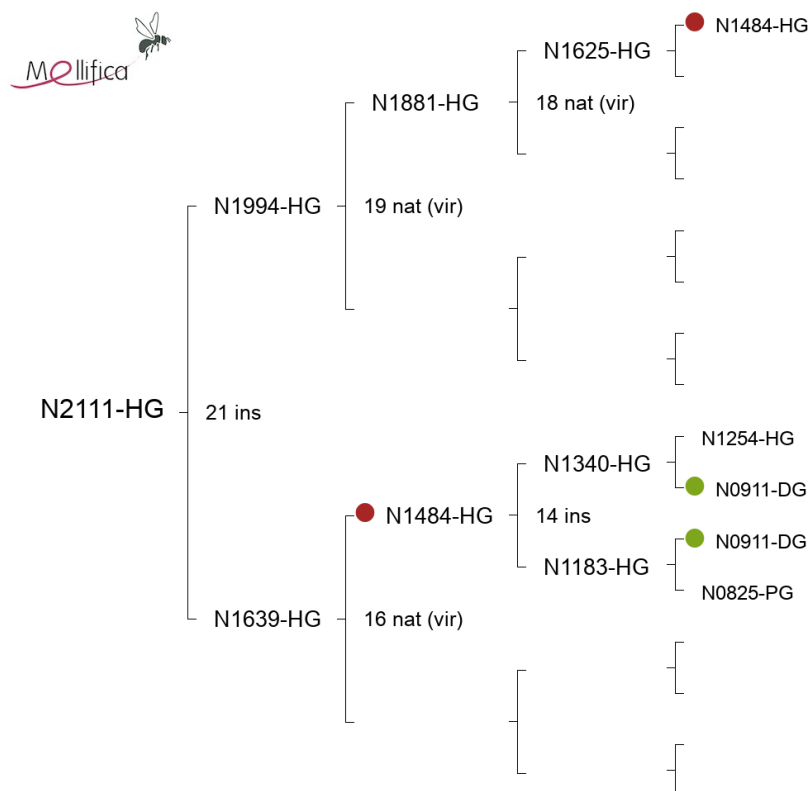 Mellifica
N1484-HG
N1625-HG
18 nat (vir)
N1881-HG
19 nat (vir)
N1994-HG
N2111-HG
21 ins
N1254-HG
N1340-HG
N0911-DG
N1484-HG
14 ins
N0911-DG
N1183-HG
N0825-PG
N1639-HG
16 nat (vir)